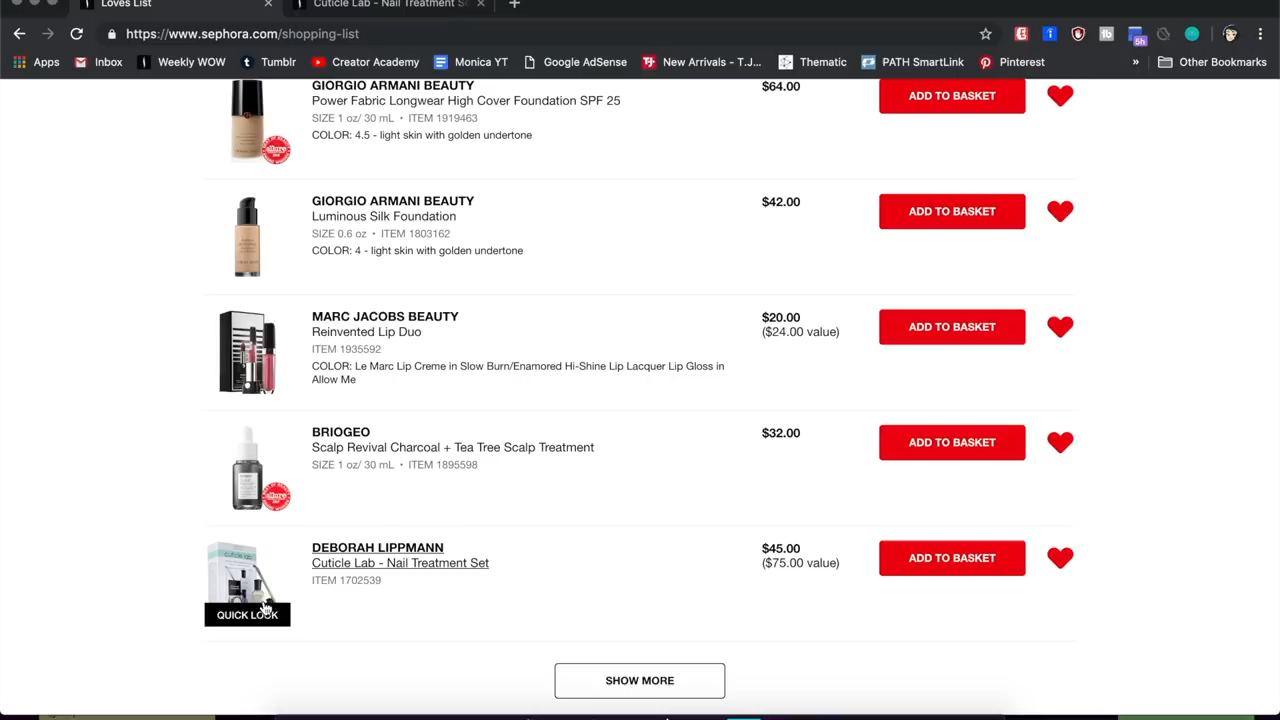 Loves List
Cuticle Lab - Nail Treatment S
https://www.sephora.com/shopping-list
5h
Apps
Inbox
Weekly WOW
Tumblr
Creator Academy
Monica YT
Google AdSense
New Arrivals - T.J...
Thematic
PATH SmartLink
Pinterest
»
Other Bookmarks
GIORGIO ARMANI BEAUTY
Power Fabric Longwear High Cover Foundation SPF 25
SIZE 1 oz/ 30 mL • ITEM 1919463
COLOR: 4.5 - light skin with golden undertone
allure
$64.00
ADD TO BASKET
GIORGIO ARMANI BEAUTY
Luminous Silk Foundation
SIZE 0.6 oz • ITEM 1803162
COLOR: 4 - light skin with golden undertone
$42.00
ADD TO BASKET
MARC JACOBS BEAUTY
Reinvented Lip Duo
ITEM 1935592
COLOR: Le Marc Lip Creme in Slow Burn/Enamored Hi-Shine Lip Lacquer Lip Gloss in
Allow Me
$20.00
($24.00 value)
ADD TO BASKET
BRIOGEO
Scalp Revival Charcoal + Tea Tree Scalp Treatment
SIZE 1 oz/ 30 mL • ITEM 1895598
allure
$32.00
ADD TO BASKET
DEBORAH LIPPMANN
Cuticle Lab - Nail Treatment Set
ITEM 1702539
cuticle lab
QUICK LOOK
$45.00
($75.00 value)
ADD TO BASKET
SHOW MORE